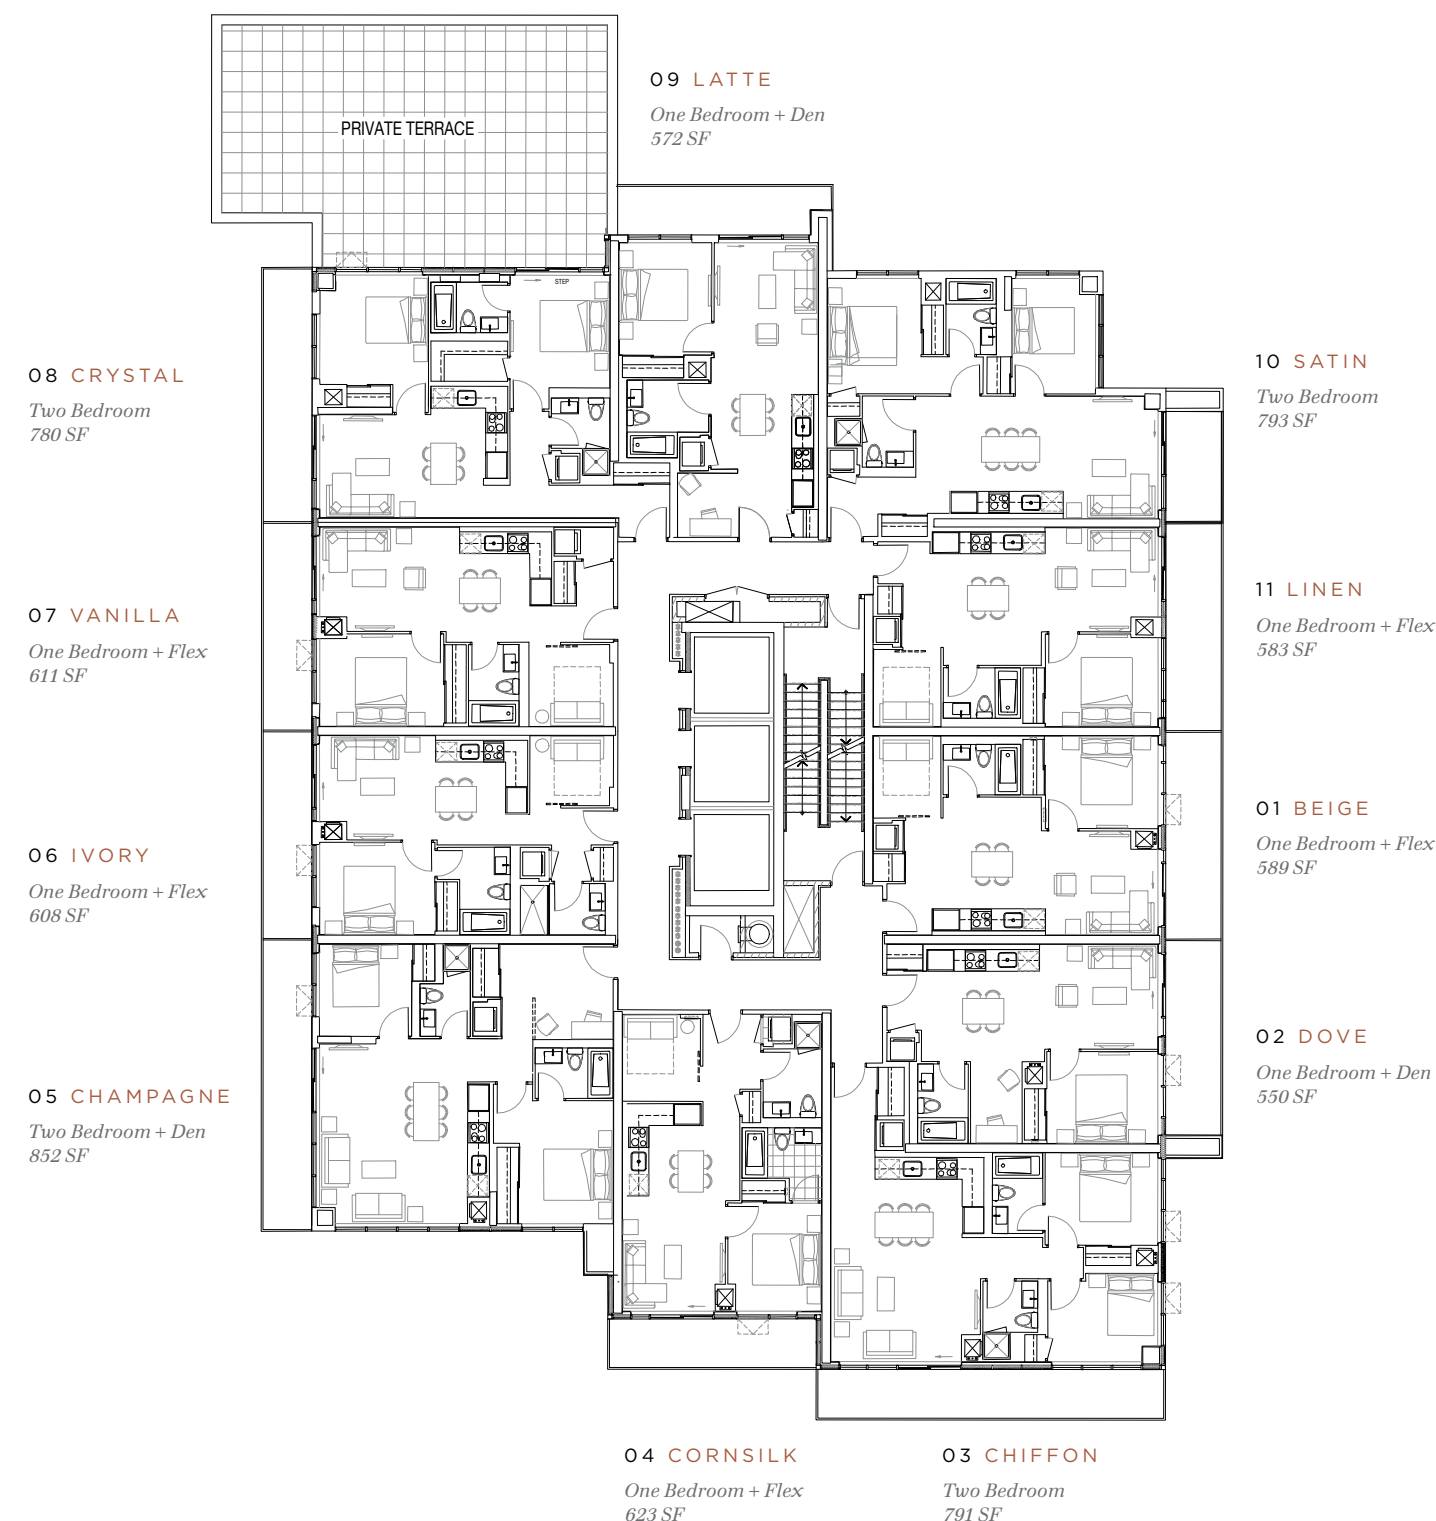 PRIVATE TERRACE
09 LATTE
One Bedroom + Den
572 SF
STEP
08 CRYSTAL
Two Bedroom
780 SF
10 SATIN
Two Bedroom
793 SF
07 VANILLA
One Bedroom + Flex
611 SF
11 LINEN
One Bedroom + Flex
583 SF
06 IVORY
One Bedroom + Flex
608 SF
01 BEIGE
One Bedroom + Flex
589 SF
05 CHAMPAGNE
Two Bedroom + Den
852 SF
02 DOVE
One Bedroom + Den
550 SF
04 CORNSILK
One Bedroom + Flex
623 SF
03 CHIFFON
Two Bedroom
791 SF